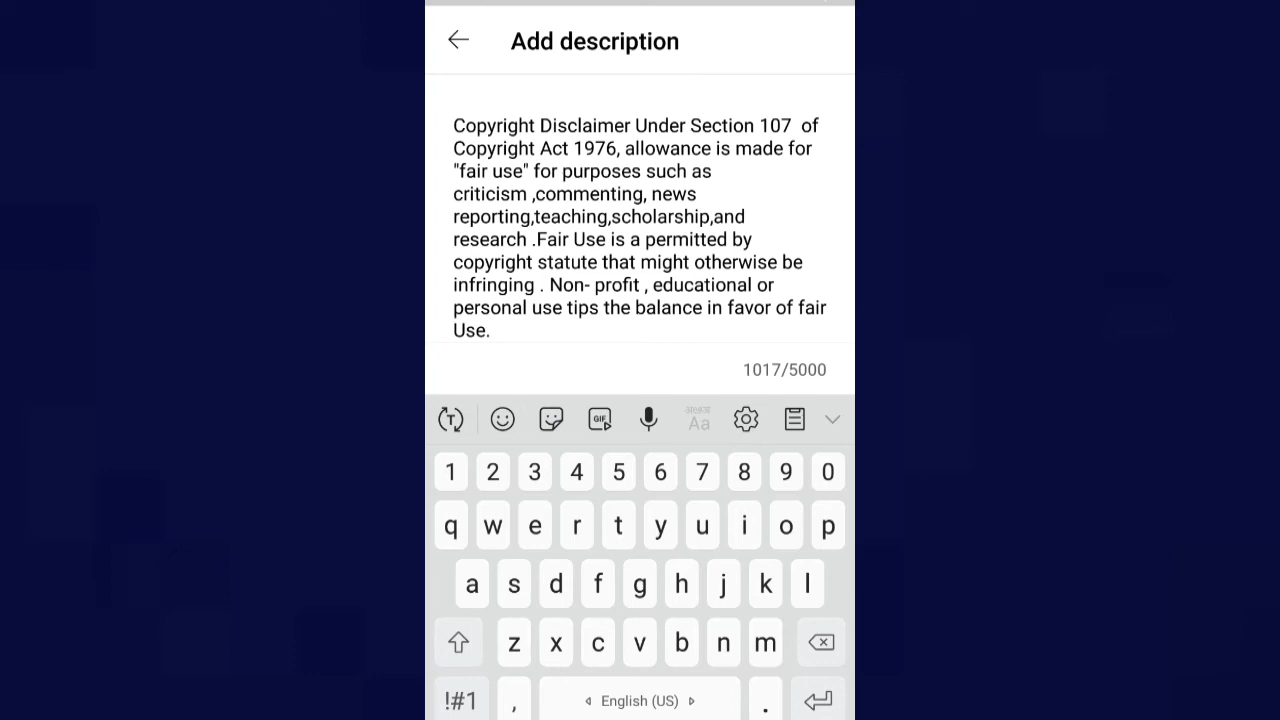 Add description
Copyright Disclaimer Under Section 107  of
Copyright Act 1976, allowance is made for
"fair use" for purposes such as
criticism ,commenting, news
reporting,teaching,scholarship,and
research .Fair Use is a permitted by
copyright statute that might otherwise be
infringing . Non- profit , educational or
personal use tips the balance in favor of fair
Use.
1017/5000
T GIF Aa
1 2 3 4 5 6 7 8 9 0
q w e r t y u i o p
a s d f g h j k l
z x c v b n m
!#1 , English (US) .